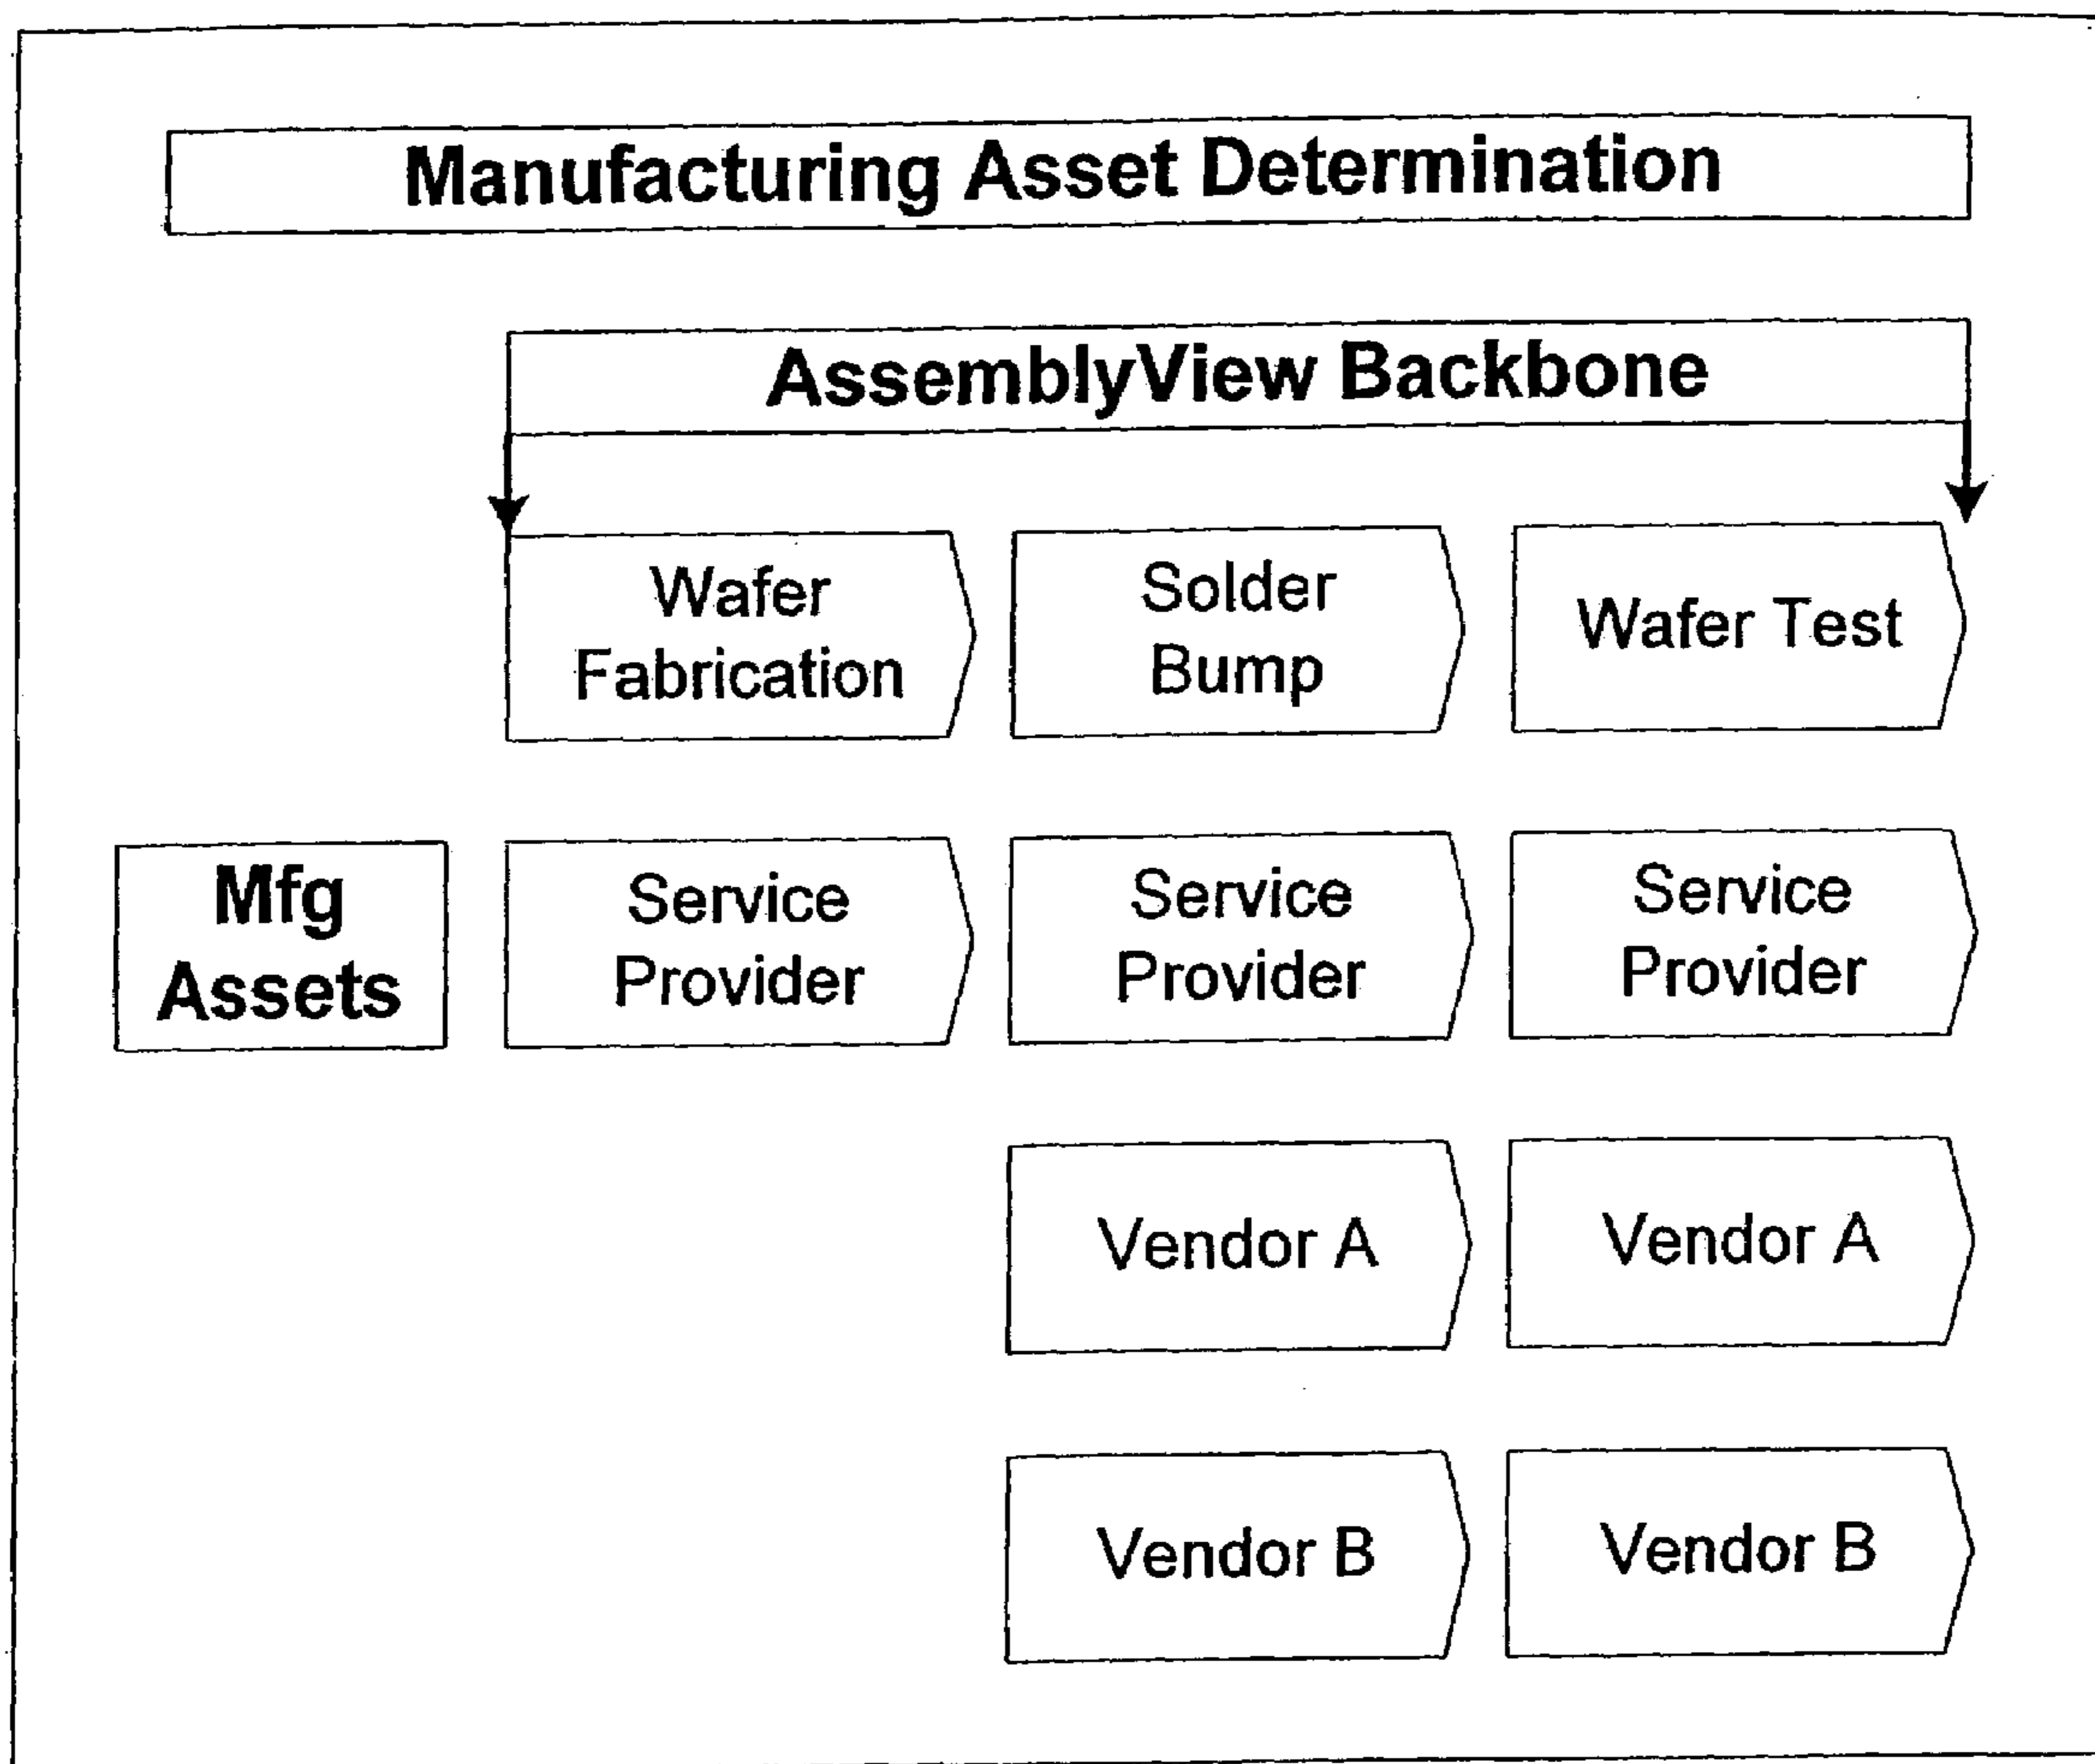 Manufacturing Asset Determination
AssemblyView Backbone
Wafer
Fabrication
Solder
Bump
Wafer Test
Mfg
Assets
Service
Provider
Service
Provider
Service
Provider
Vendor A
Vendor A
Vendor B
Vendor B